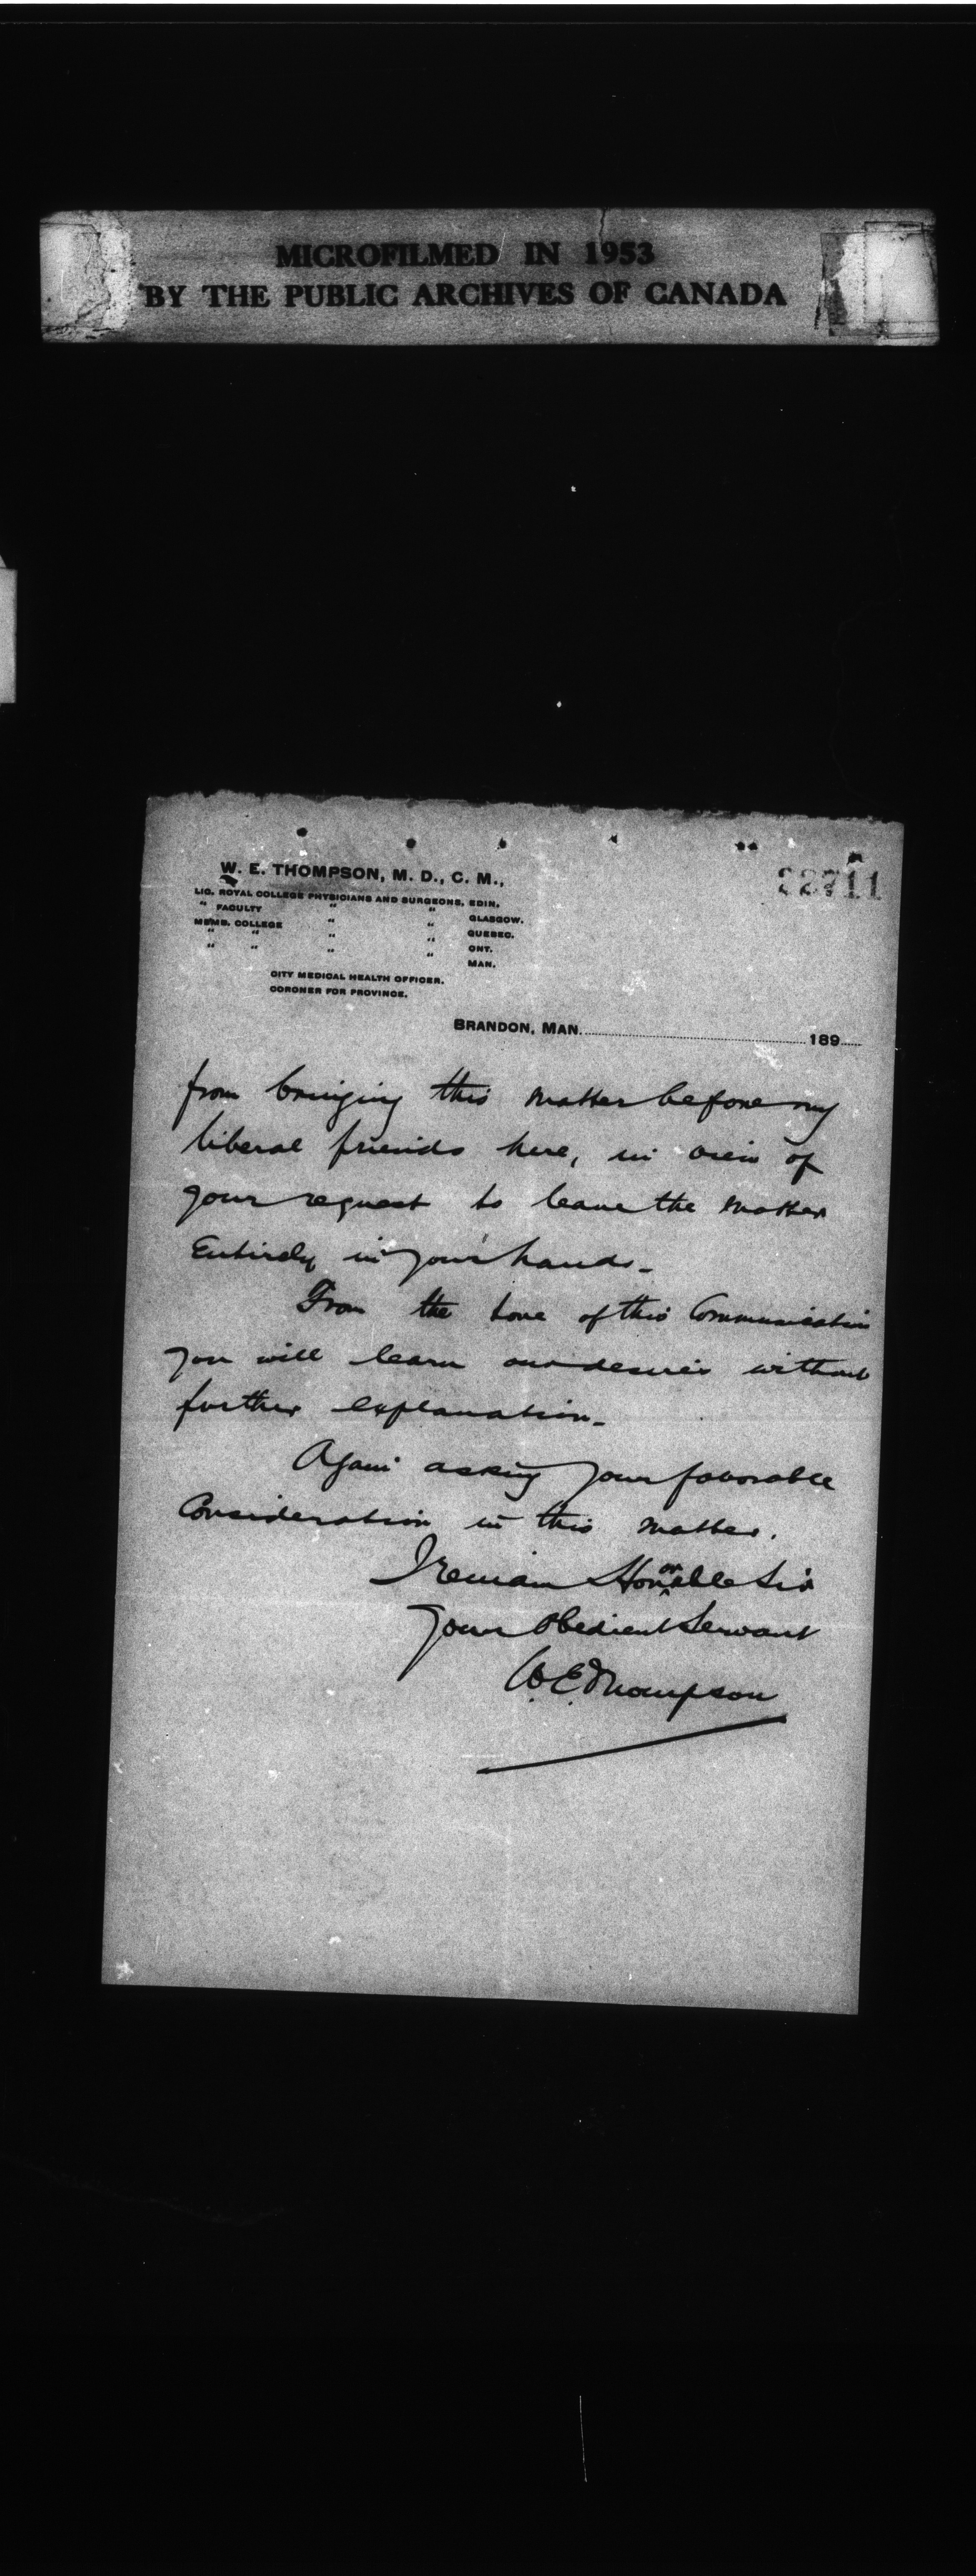 MICROFILMED IN 1953
BY THE PUBLIC ARCHIVES OF CANADA
22711
W. E. THOMPSON, M. D., C. M.,
LIC. ROYAL COLLEGE PHYSICIANS AND SURGEONS, EDIN.
" FACULTY " " GLASGOW.
MEMB. COLLEGE " " QUEBEC.
" " " " ONT.
" " " " MAN.
CITY MEDICAL HEALTH OFFICER.
CORONER FOR PROVINCE.
BRANDON, MAN. 189
from bringing this matter before my
liberal friends here, in view of
your request to leave the matter
Entirely in your hands_
From the tone of this Communication
you will learn our desires without
further explanation_
Again asking your favorable
Consideration in this matter.
I remain Honorable Sir
Your Obedient Servant
W. E. Thompson